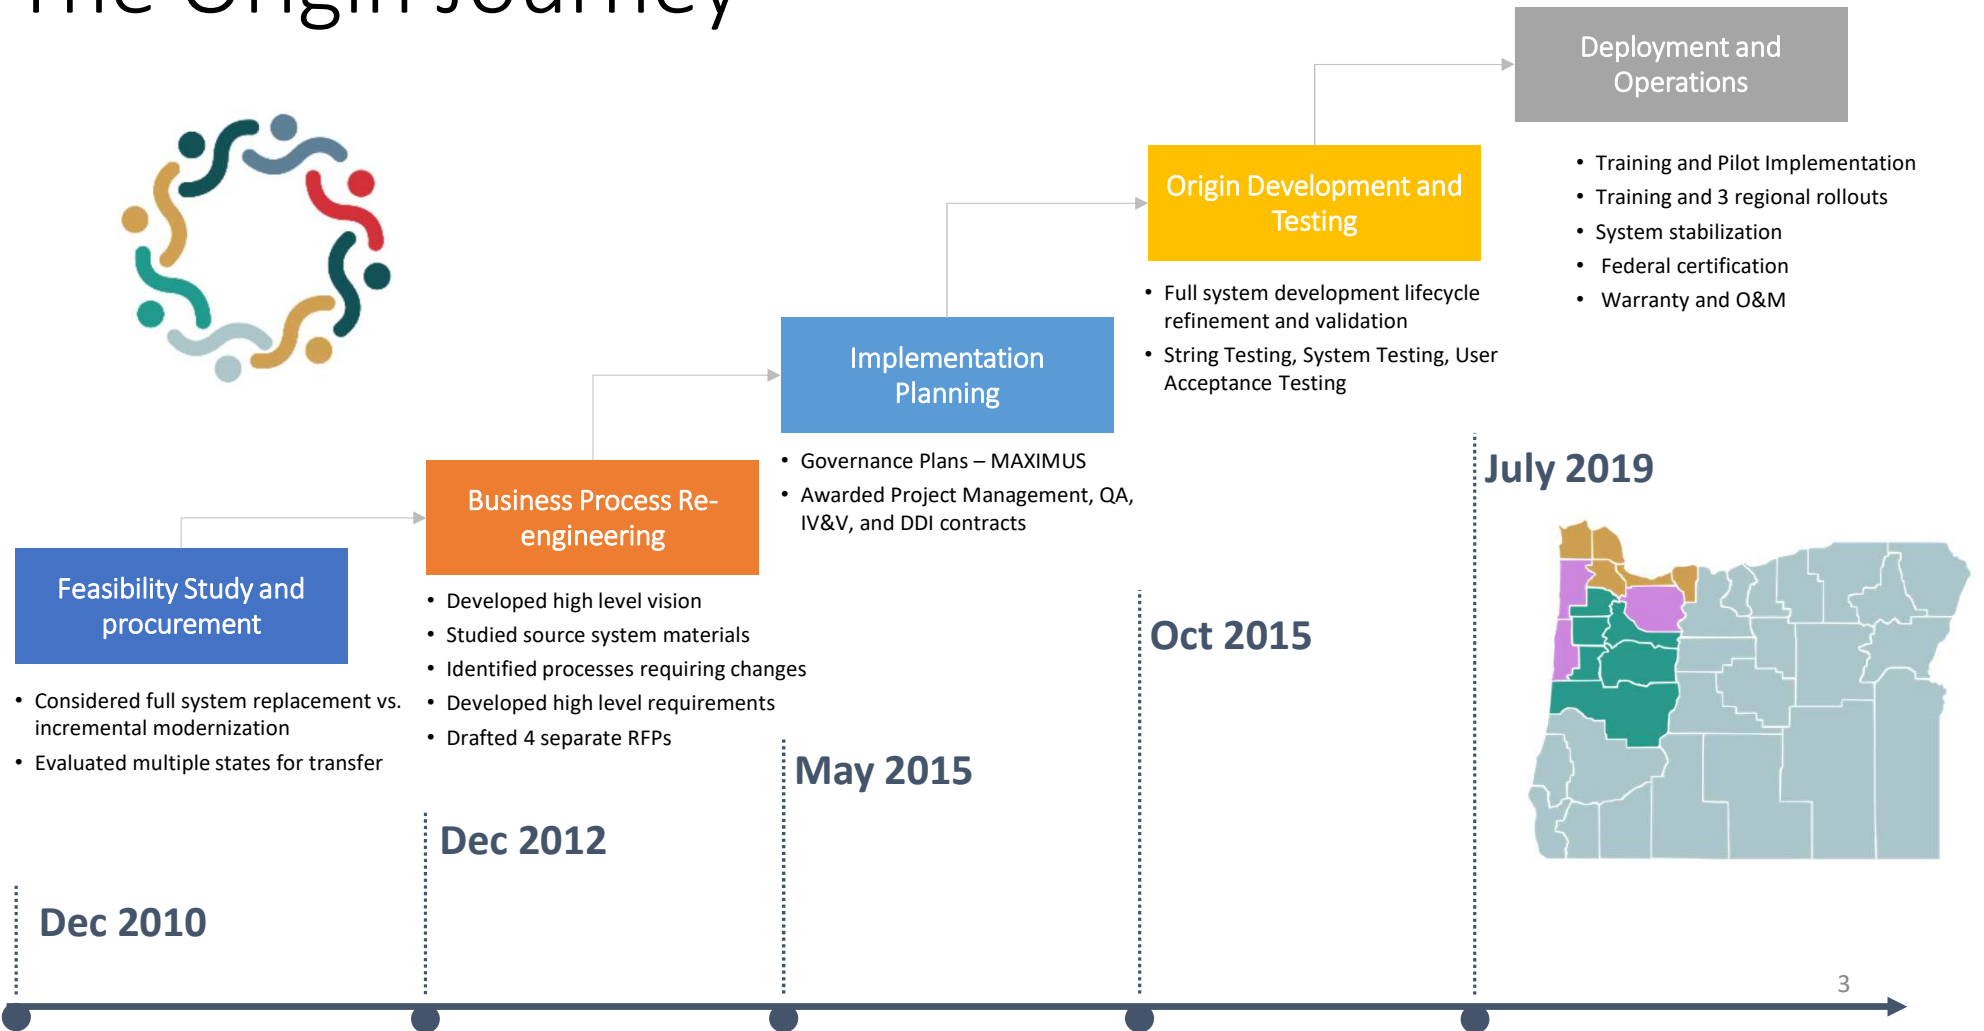 The Origin Journey
Deployment and
Operations
• Training and Pilot Implementation
• Training and 3 regional rollouts
• System stabilization
• Federal certification
• Warranty and O&M
Origin Development and
Testing
• Full system development lifecycle
refinement and validation
• String Testing, System Testing, User
Acceptance Testing
Implementation
Planning
• Governance Plans – MAXIMUS
• Awarded Project Management, QA,
IV&V, and DDI contracts
Business Process Re-
engineering
• Developed high level vision
• Studied source system materials
• Identified processes requiring changes
• Developed high level requirements
• Drafted 4 separate RFPs
Feasibility Study and
procurement
• Considered full system replacement vs.
incremental modernization
• Evaluated multiple states for transfer
Dec 2010
Dec 2012
May 2015
Oct 2015
July 2019
3